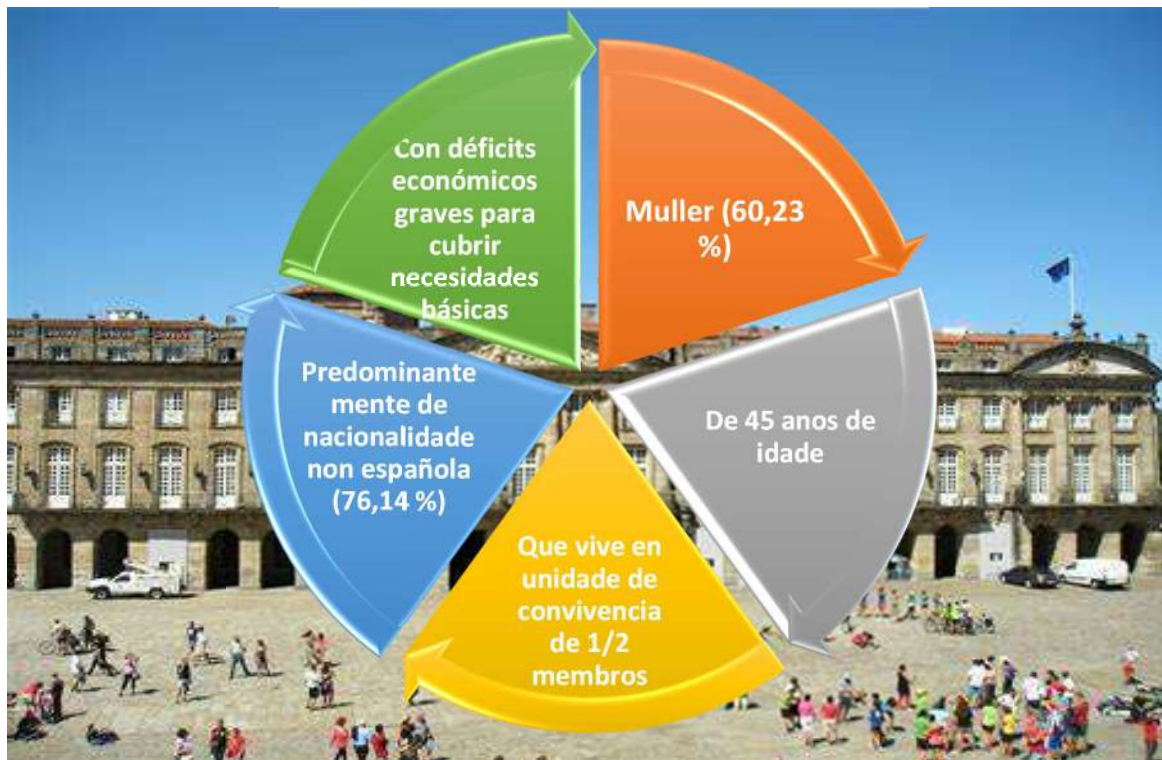 Muller (60,23
%)
De 45 anos de
idade
Que vive en
unidade de
convivencia
de 1/2
membros
Predominante
mente de
nacionalidade
non española
(76,14 %)
Con déficits
económicos
graves para
cubrir
necesidades
básicas